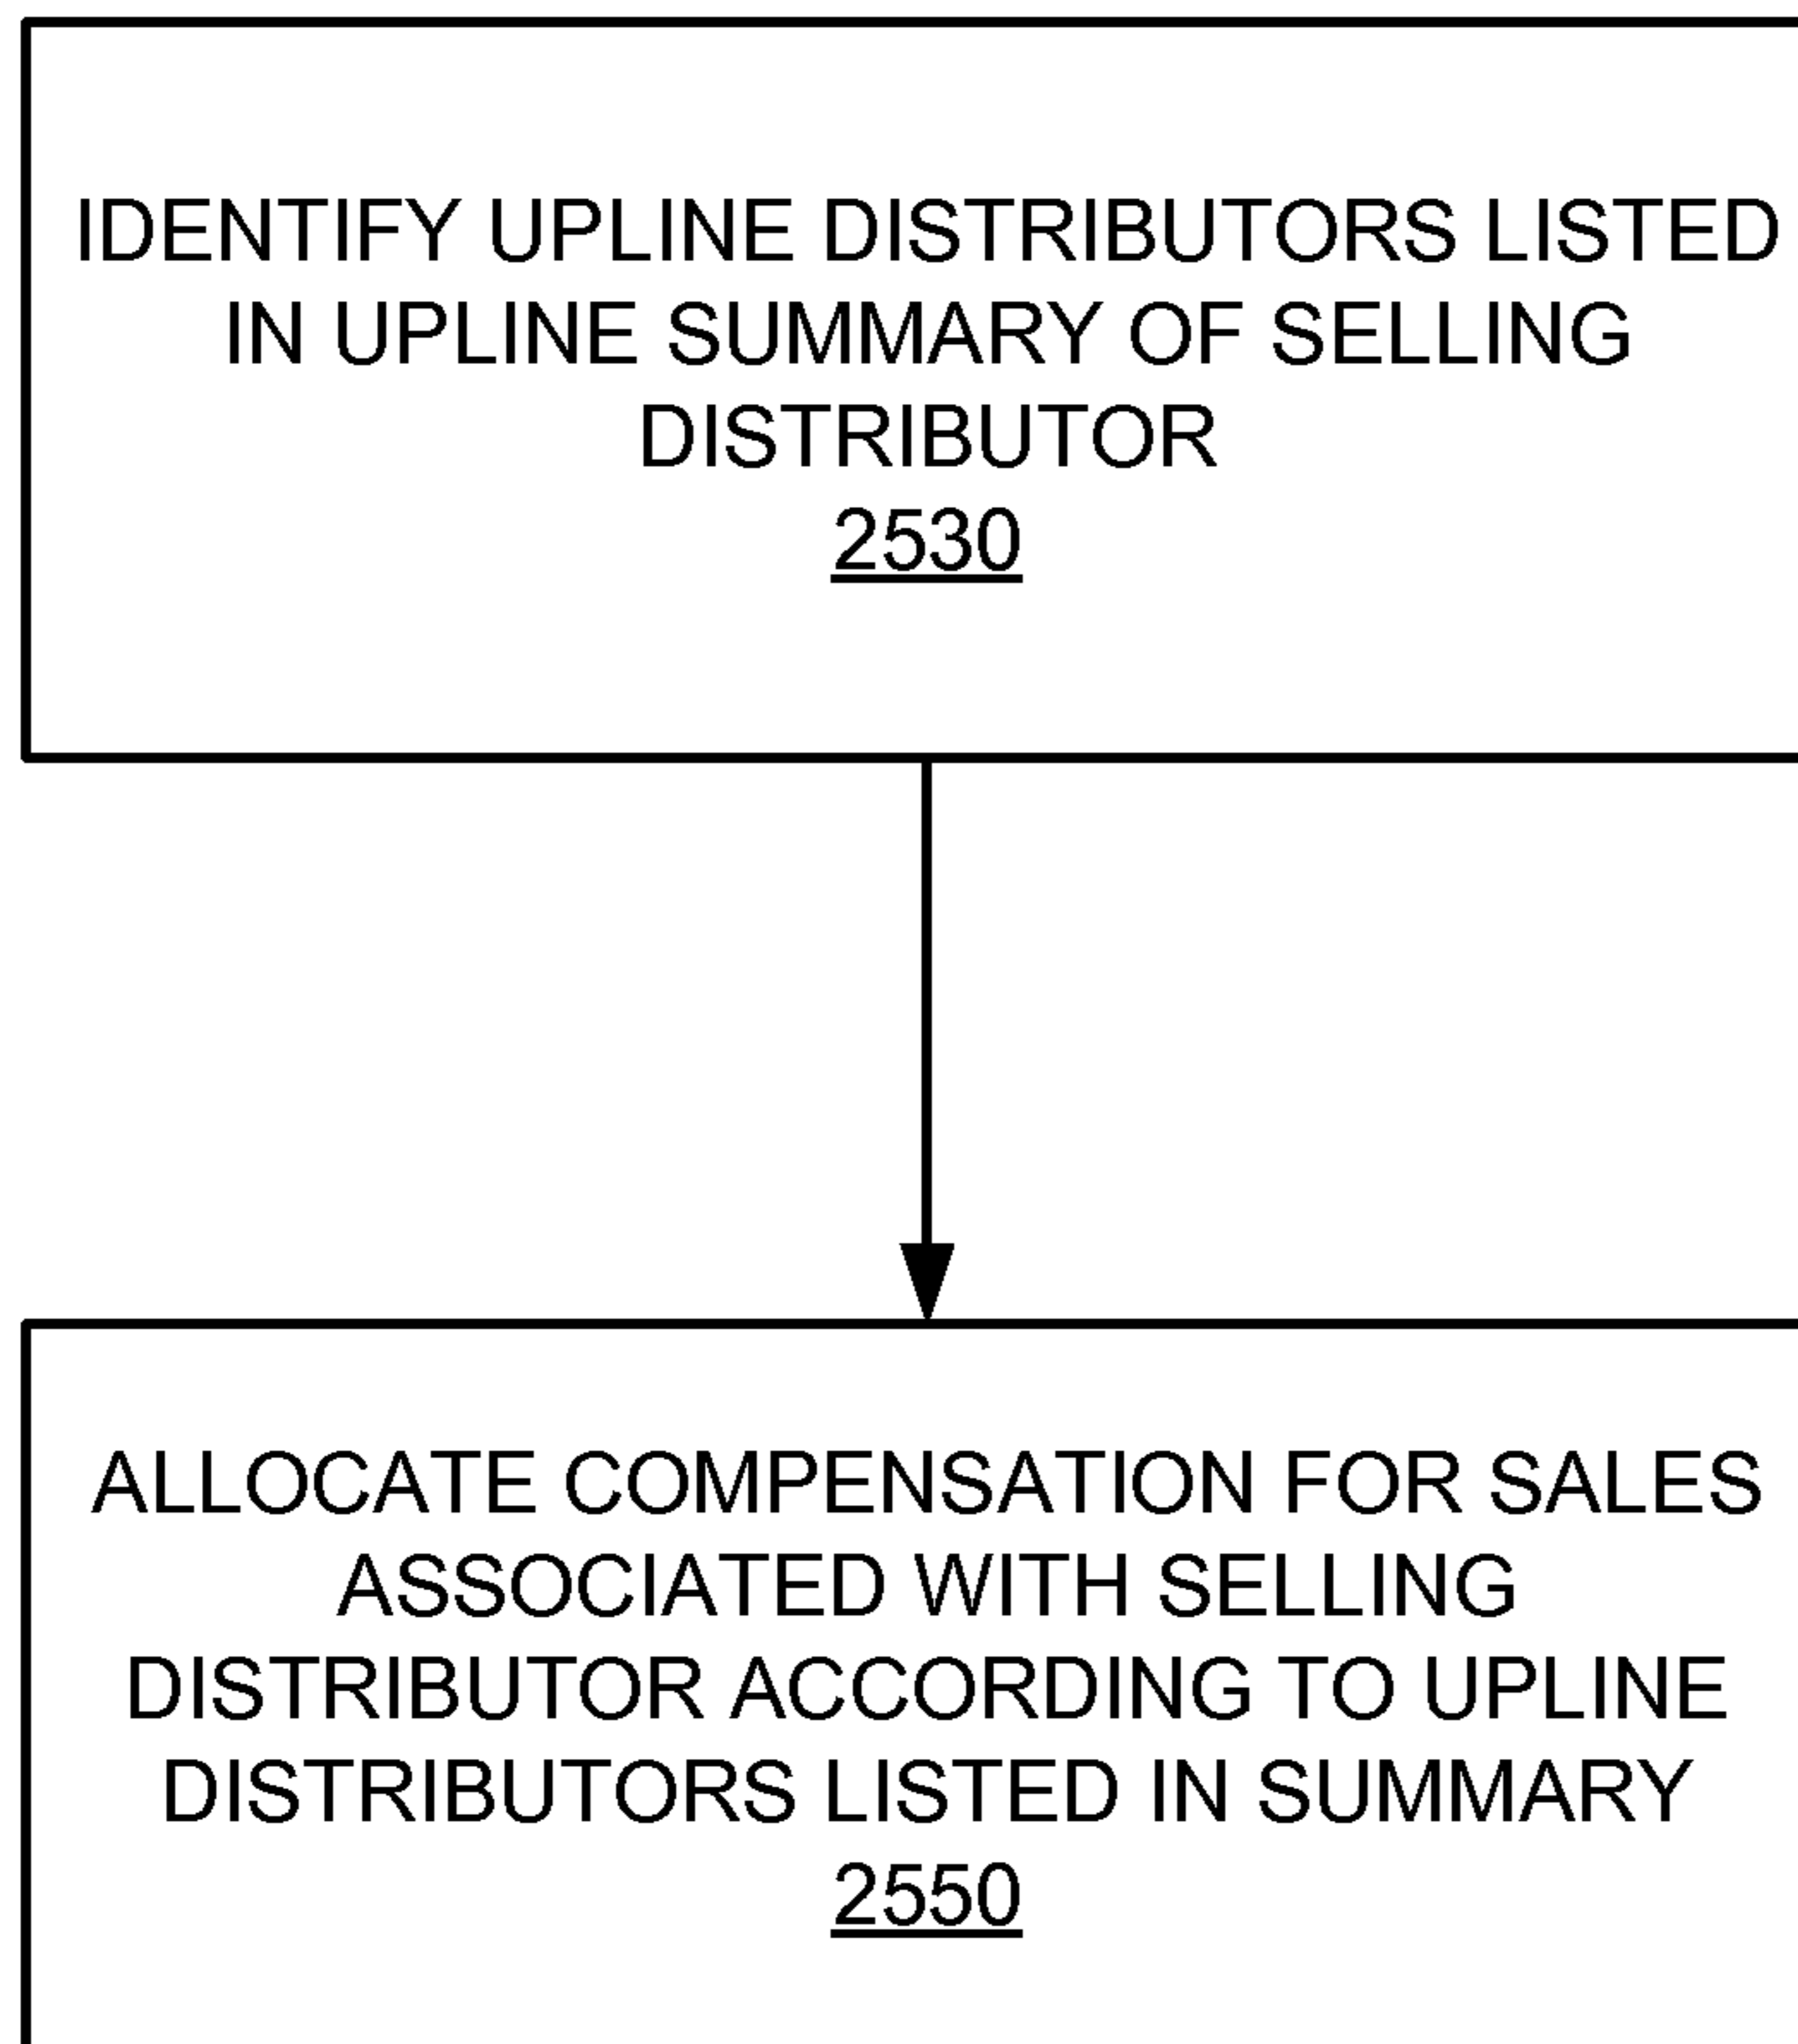 IDENTIFY UPLINE DISTRIBUTORS LISTED
IN UPLINE SUMMARY OF SELLING
DISTRIBUTOR
2530
ALLOCATE COMPENSATION FOR SALES
ASSOCIATED WITH SELLING
DISTRIBUTOR ACCORDING TO UPLINE
DISTRIBUTORS LISTED IN SUMMARY
2550